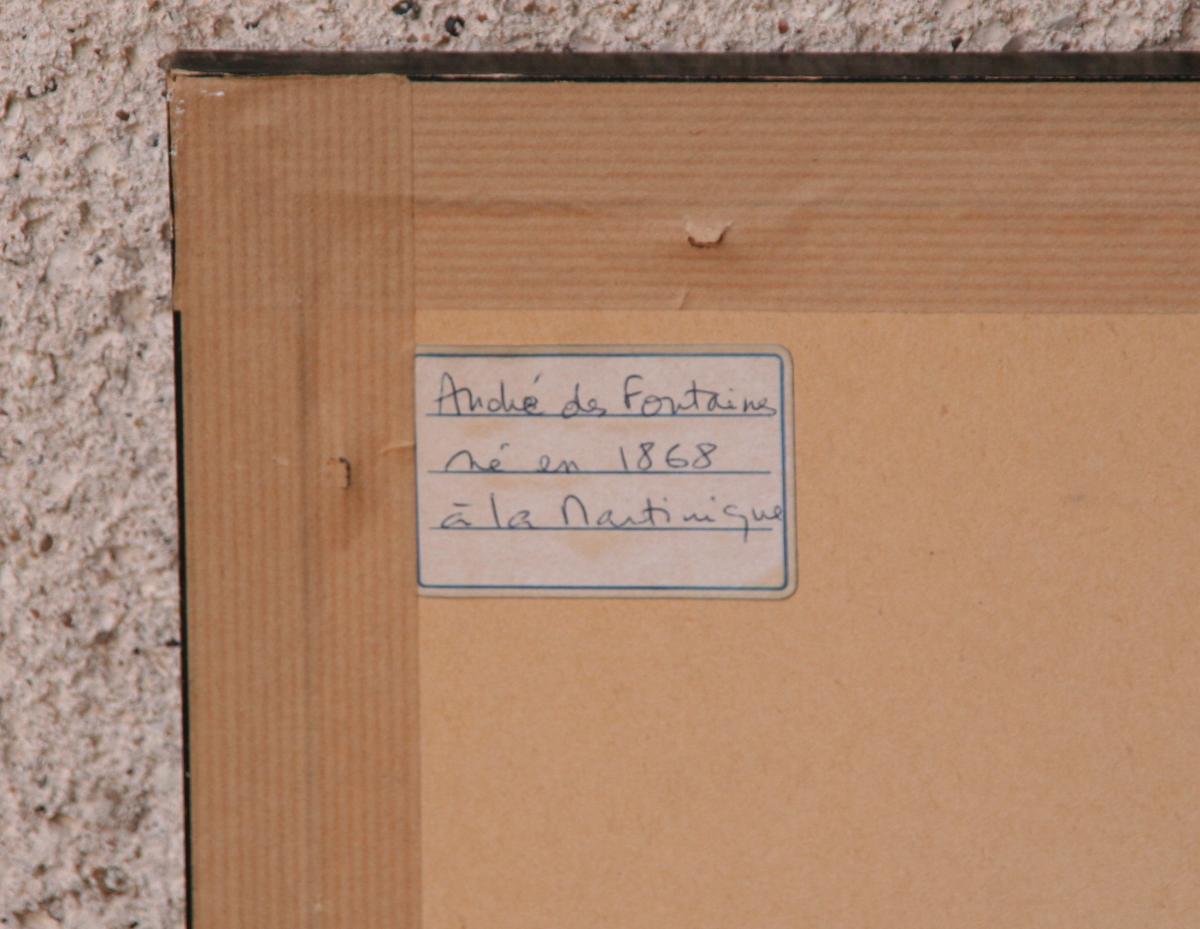 André des Fontaines
né en 1868
à la Martinique